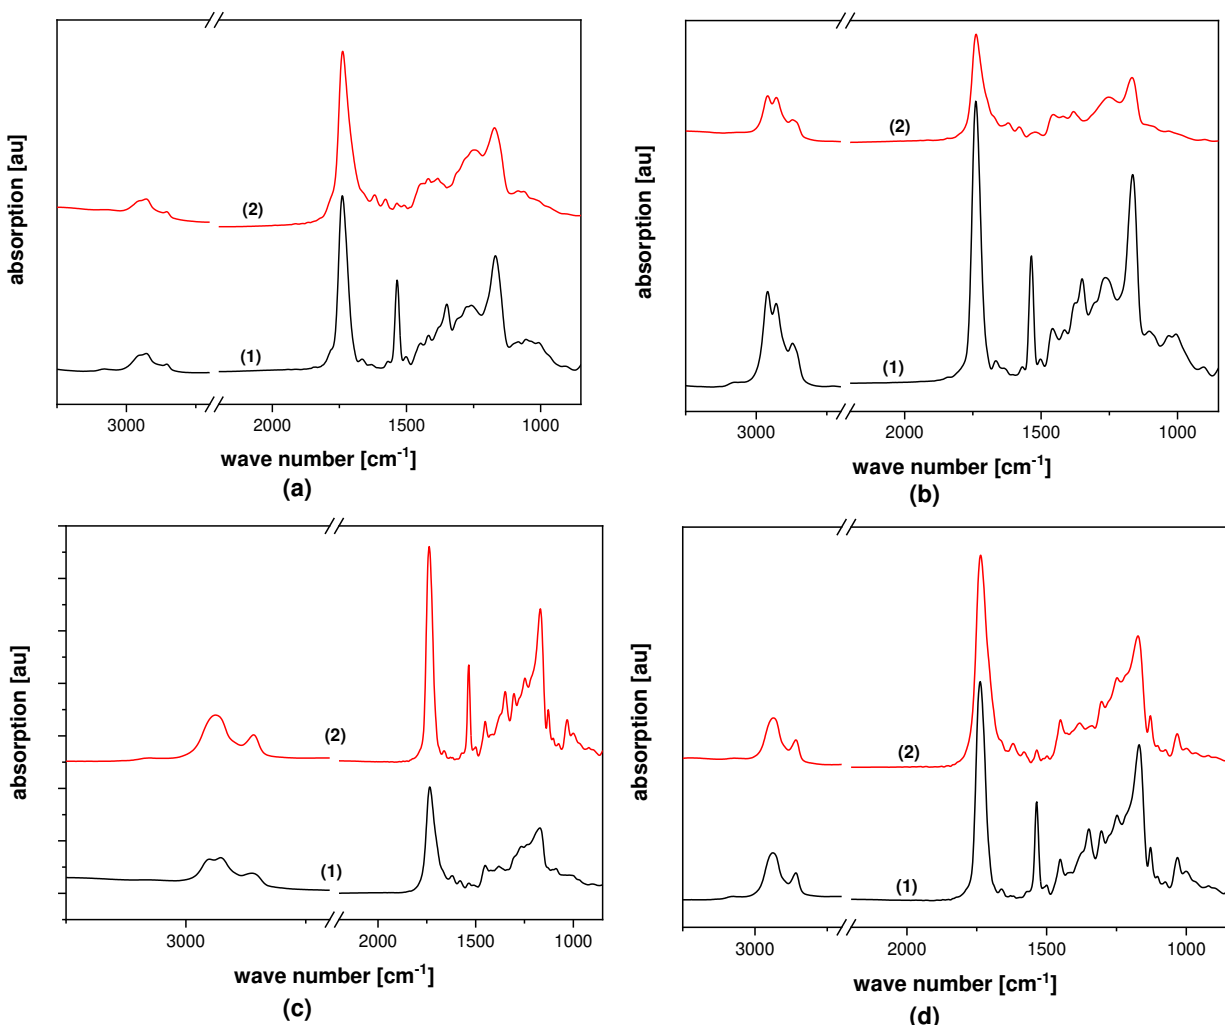 absorption [au]
(2)
(1)
3000
2000
1500
1000
wave number [cm⁻¹]
(a)
absorption [au]
(2)
(1)
3000
2000
1500
1000
wave number [cm⁻¹]
(b)
absorption [au]
(2)
(1)
3000
2000
1500
1000
wave number [cm⁻¹]
(c)
absorption [au]
(2)
(1)
3000
2000
1500
1000
wave number [cm⁻¹]
(d)